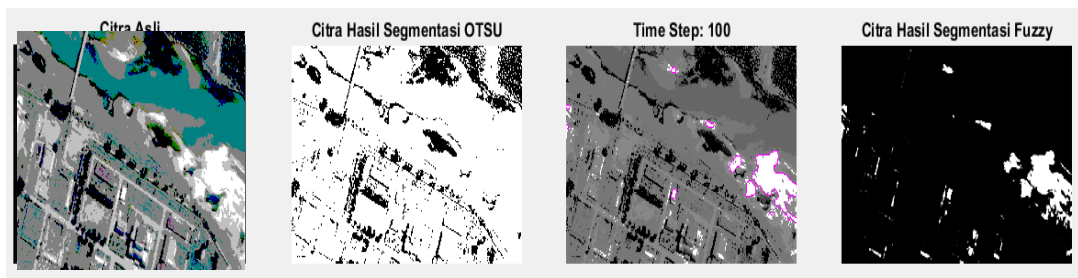 Citra Asli
Citra Hasil Segmentasi OTSU
Time Step: 100
Citra Hasil Segmentasi Fuzzy